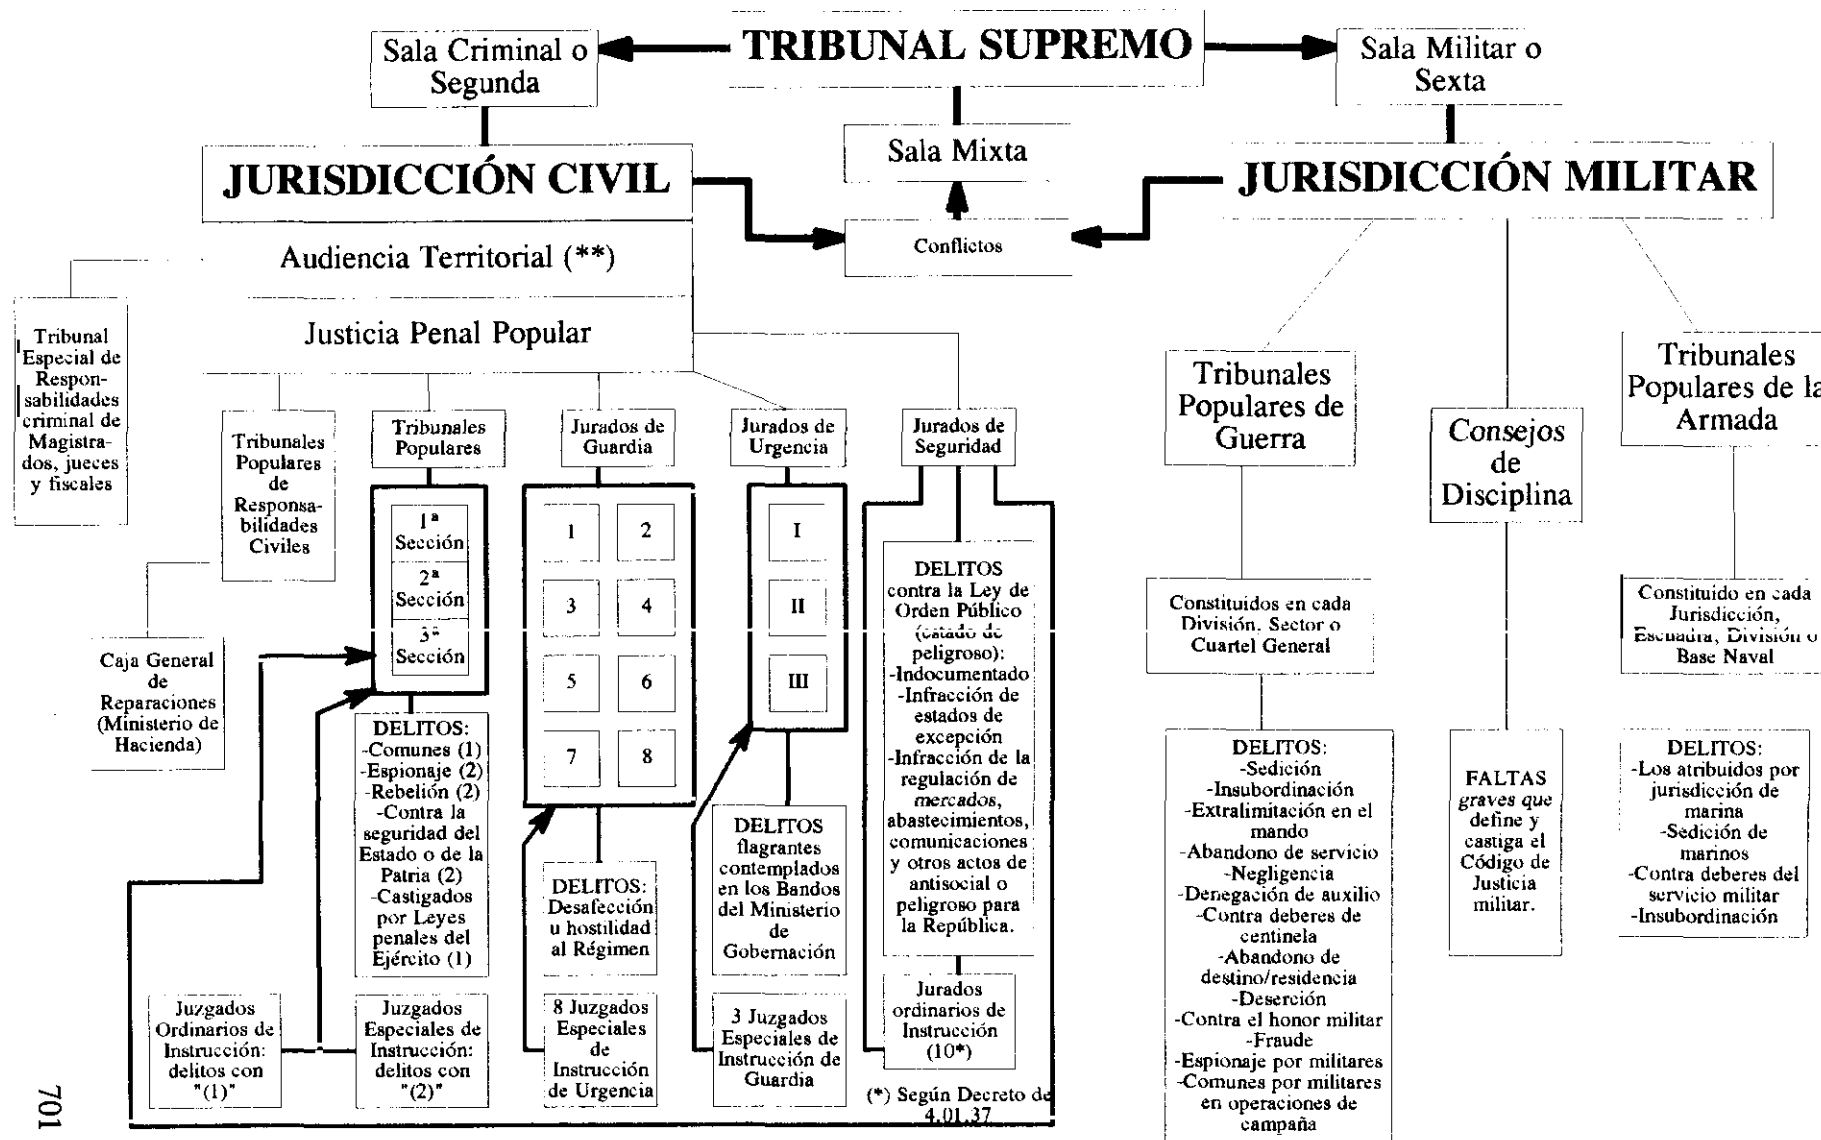 TRIBUNAL SUPREMO
Sala Criminal o
Segunda
Sala Militar o
Sexta
Sala Mixta
JURISDICCIÓN CIVIL
JURISDICCIÓN MILITAR
Conflictos
Audiencia Territorial (**)
Justicia Penal Popular
Tribunal
Especial de
Respon-
sabilidades
criminal de
Magistra-
dos, jueces
y fiscales
Tribunales
Populares
de
Responsa-
bilidades
Civiles
Caja General
de
Reparaciones
(Ministerio de
Hacienda)
Tribunales
Populares
1ª
Sección
2ª
Sección
3ª
Sección
DELITOS:
-Comunes (1)
-Espionaje (2)
-Rebelión (2)
-Contra la
seguridad del
Estado o de la
Patria (2)
-Castigados
por Leyes
penales del
Ejército (1)
Juzgados
Ordinarios de
Instrucción:
delitos con
"(1)"
Juzgados
Especiales de
Instrucción:
delitos con
"(2)"
Jurados de
Guardia
1
2
3
4
5
6
7
8
DELITOS:
Desafección
u hostilidad
al Régimen
8 Juzgados
Especiales
de
Instrucción
de Urgencia
Jurados de
Urgencia
I
II
III
DELITOS
flagrantes
contemplados
en los Bandos
del Ministerio
de
Gobernación
3 Juzgados
Especiales de
Instrucción de
Guardia
Jurados de
Seguridad
DELITOS
contra la Ley de
Orden Público
(estado de
peligroso):
-Indocumentado
-Infracción de
estados de
excepción
-Infracción de la
regulación de
mercados,
abastecimientos,
comunicaciones
y otros actos de
antisocial o
peligroso para
la República.
Jurados
ordinarios de
Instrucción
(10*)
(*) Según Decreto de
4.01.37
Tribunales
Populares de
Guerra
Constituidos en cada
División, Sector o
Cuartel General
DELITOS:
-Sedición
-Insubordinación
-Extralimitación en el
mando
-Abandono de servicio
-Negligencia
-Denegación de auxilio
-Contra deberes de
centinela
-Abandono de
destino/residencia
-Deserción
-Contra el honor militar
-Fraude
-Espionaje por militares
-Comunes por militares
en operaciones de
campaña
Consejos
de
Disciplina
FALTAS
graves que
define y
castiga el
Código de
Justicia
militar.
Tribunales
Populares de la
Armada
Constituido en cada
Jurisdicción,
Escuadra, División o
Base Naval
DELITOS:
-Los atribuidos por
jurisdicción de
marina
-Sedición de
marinos
-Contra deberes del
servicio militar
-Insubordinación
701